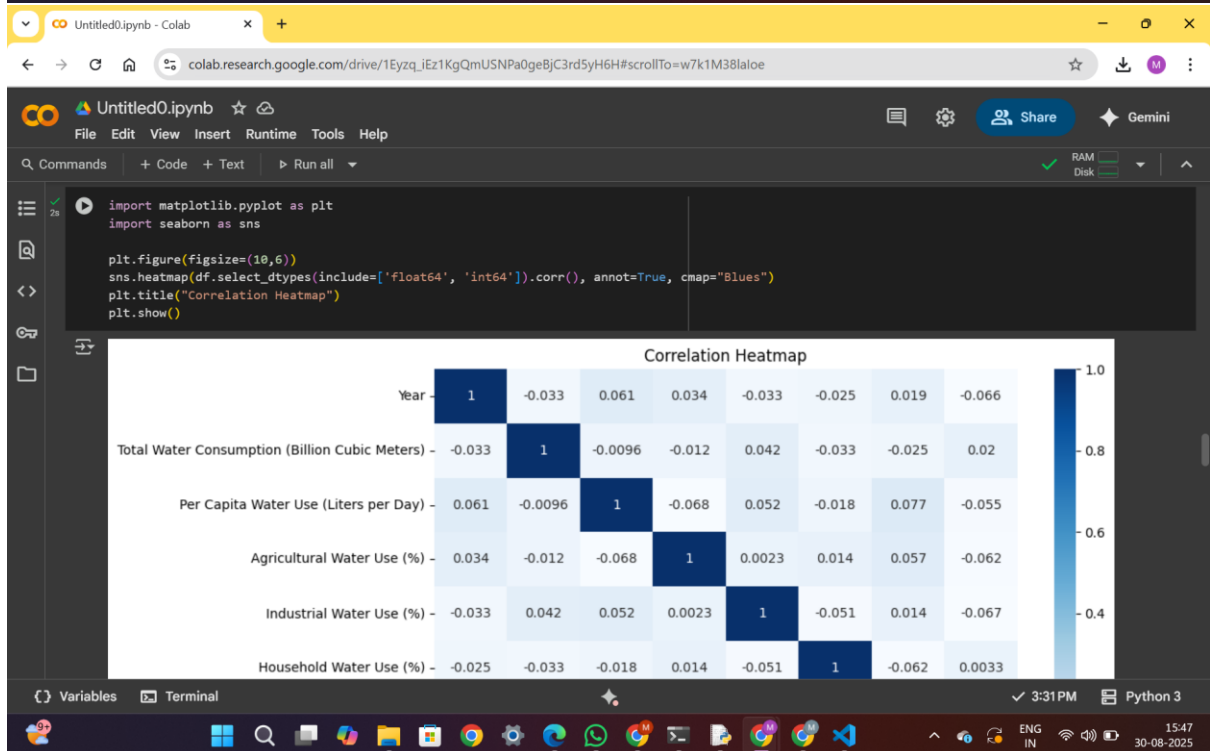 Untitled0.ipynb - Colab
colab.research.google.com/drive/1Eyzq_iEz1KgQmUSNPa0geBjC3rd5yH6H#scrollTo=w7k1M38laloe
M
CO
Untitled0.ipynb
File Edit View Insert Runtime Tools Help
Share
Gemini
Commands + Code + Text Run all
RAM
Disk
2s
import matplotlib.pyplot as plt
import seaborn as sns
plt.figure(figsize=(10,6))
sns.heatmap(df.select_dtypes(include=['float64', 'int64']).corr(), annot=True, cmap="Blues")
plt.title("Correlation Heatmap")
plt.show()
Correlation Heatmap
Year 1 -0.033 0.061 0.034 -0.033 -0.025 0.019 -0.066
Total Water Consumption (Billion Cubic Meters) -0.033 1 -0.0096 -0.012 0.042 -0.033 -0.025 0.02
Per Capita Water Use (Liters per Day) 0.061 -0.0096 1 -0.068 0.052 -0.018 0.077 -0.055
Agricultural Water Use (%) 0.034 -0.012 -0.068 1 0.0023 0.014 0.057 -0.062
Industrial Water Use (%) -0.033 0.042 0.052 0.0023 1 -0.051 0.014 -0.067
Household Water Use (%) -0.025 -0.033 -0.018 0.014 -0.051 1 -0.062 0.0033
1.0
0.8
0.6
0.4
{} Variables Terminal
3:31 PM Python 3
9+
ENG
IN
15:47
30-08-2025